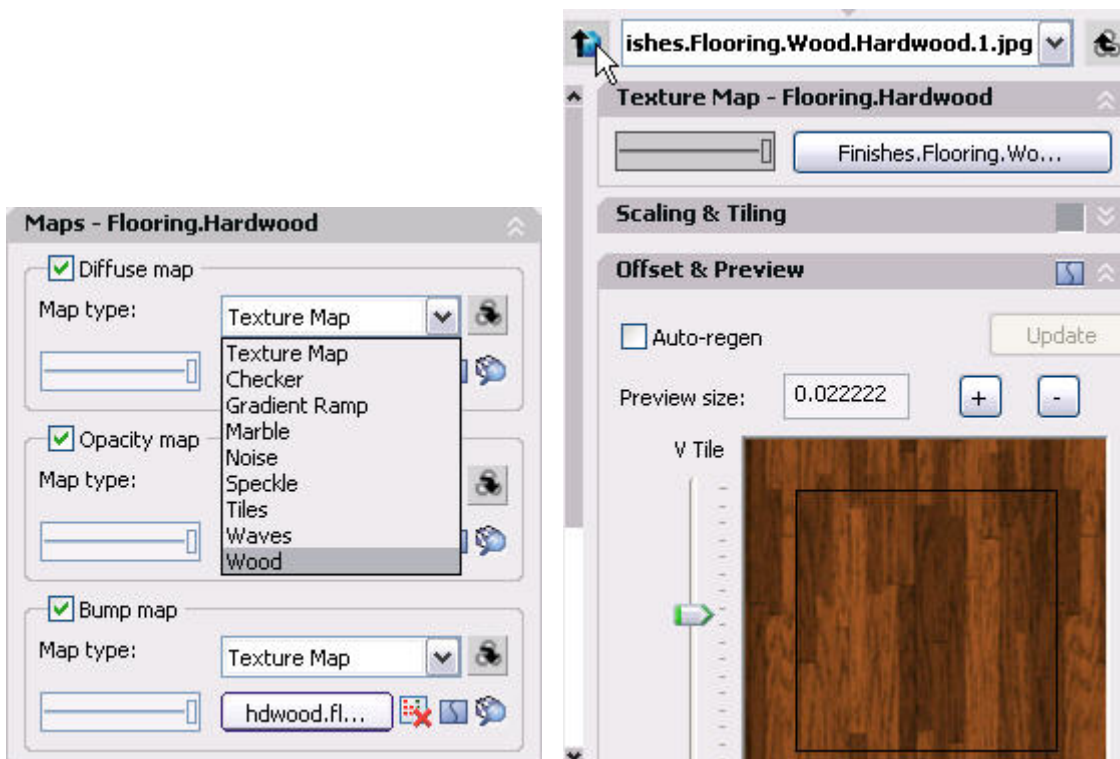 Maps - Flooring.Hardwood
Diffuse map
Map type:
Texture Map
Texture Map
Checker
Gradient Ramp
Marble
Noise
Speckle
Tiles
Waves
Wood
Opacity map
Map type:
Bump map
Map type:
Texture Map
hdwood.fl...
ishes.Flooring.Wood.Hardwood.1.jpg
Texture Map - Flooring.Hardwood
Finishes.Flooring.Wo...
Scaling & Tiling
Offset & Preview
Auto-regen
Update
Preview size:
0.022222
+
-
V Tile